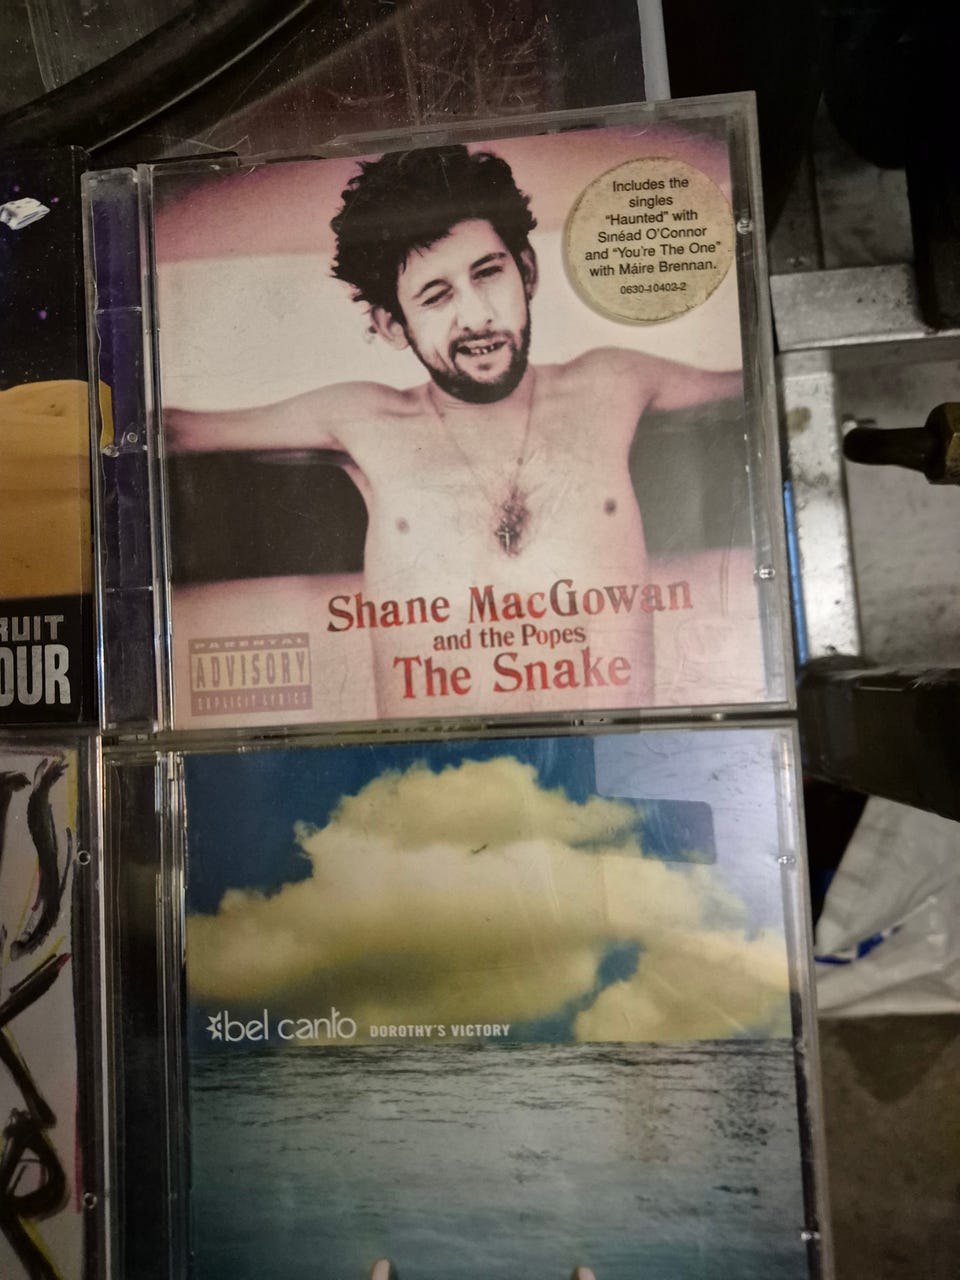 Includes the
singles
"Haunted" with
Sinéad O'Connor
and "You're The One"
with Máire Brennan.
0630-10402-2
Shane MacGowan
and the Popes
The Snake
PARENTAL
ADVISORY
EXPLICIT LYRICS
RUIT
OUR
bel canto DOROTHY'S VICTORY